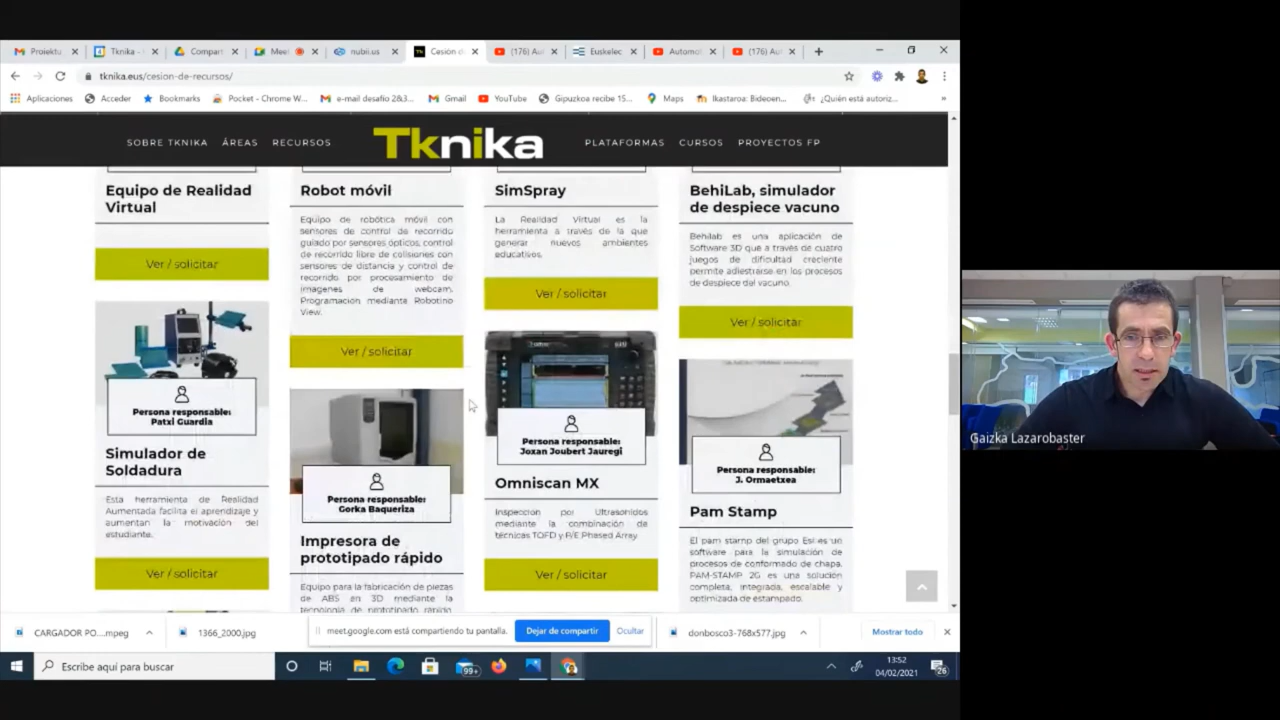 Proiektu
Tknika -
Compart
Meet
nubii.us
Cesión d
(176) Au
Euskelec
Automo
(176) Au
tknika.eus/cesion-de-recursos/
Aplicaciones
Acceder
Bookmarks
Pocket - Chrome W...
e-mail desafío 2&3...
Gmail
YouTube
Gipuzkoa recibe 15...
Maps
Ikastaroa: Bideoen...
¿Quién está autoriz...
»
SOBRE TKNIKA
ÁREAS
RECURSOS
Tknika
PLATAFORMAS
CURSOS
PROYECTOS FP
Equipo de Realidad
Virtual
Ver / solicitar
Robot móvil
Equipo de robótica móvil con
sensores de control de recorrido
guiado por sensores ópticos, control
de recorrido libre de colisiones con
sensores de distancia y control de
recorrido por procesamiento de
imagenes de webcam.
Programacion mediante Robotino
View.
Ver / solicitar
SimSpray
La Realidad Virtual es la
herramienta a través de la que
generar nuevos ambientes
educativos.
Ver / solicitar
BehiLab, simulador
de despiece vacuno
Behilab es una aplicación de
Software 3D que a través de cuatro
juegos de dificultad creciente
permite adiestrarse en los procesos
de despiece del vacuno.
Ver / solicitar
Persona responsable:
Patxi Guardia
Simulador de
Soldadura
Esta herramienta de Realidad
Aumentada facilita el aprendizaje y
aumentan la motivación del
estudiante.
Ver / solicitar
Persona responsable:
Gorka Baqueriza
Impresora de
prototipado rápido
Equipo para la fabricación de piezas
de ABS en 3D mediante la
tecnología de prototipado rápido
Persona responsable:
Joxan Joubert Jauregi
Omniscan MX
Inspeccion por Ultrasonidos
mediante la combinación de
técnicas TOFD y P/E Phased Array
Ver / solicitar
Persona responsable:
J. Ormaetxea
Pam Stamp
El pam stamp del grupo Esi es un
software para la simulación de
procesos de conformado de chapa.
PAM-STAMP 2G es una solución
completa, integrada, escalable y
optimizada de estampado.
Gaizka Lazarobaster
CARGADOR PO....mpeg
1366_2000.jpg
meet.google.com está compartiendo tu pantalla.
Dejar de compartir
Ocultar
donbosco3-768x577.jpg
Mostrar todo
Escribe aquí para buscar
99+
13:52
04/02/2021
26